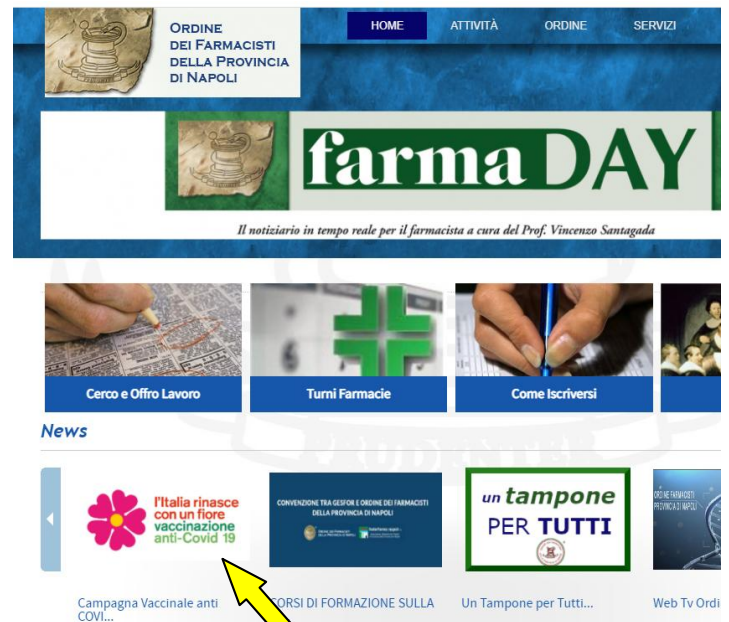 ORDINE
DEI FARMACISTI
DELLA PROVINCIA
DI NAPOLI
HOME ATTIVITÀ ORDINE SERVIZI
farma DAY
Il notiziario in tempo reale per il farmacista a cura del Prof. Vincenzo Santagada
Cerco e Offro Lavoro
Turni Farmacie
Come Iscriversi
News
PRUDENTER
l'Italia rinasce
con un fiore
vaccinazione
anti-Covid 19
CONVENZIONE TRA GESFOR E ORDINE DEI FARMACISTI
DELLA PROVINCIA DI NAPOLI
un tampone
PER TUTTI
ORDINE FARMACISTI
PROVINCIA DI NAPOLI
Campagna Vaccinale anti
COVI...
CORSI DI FORMAZIONE SULLA
Un Tampone per Tutti...
Web Tv Ordi